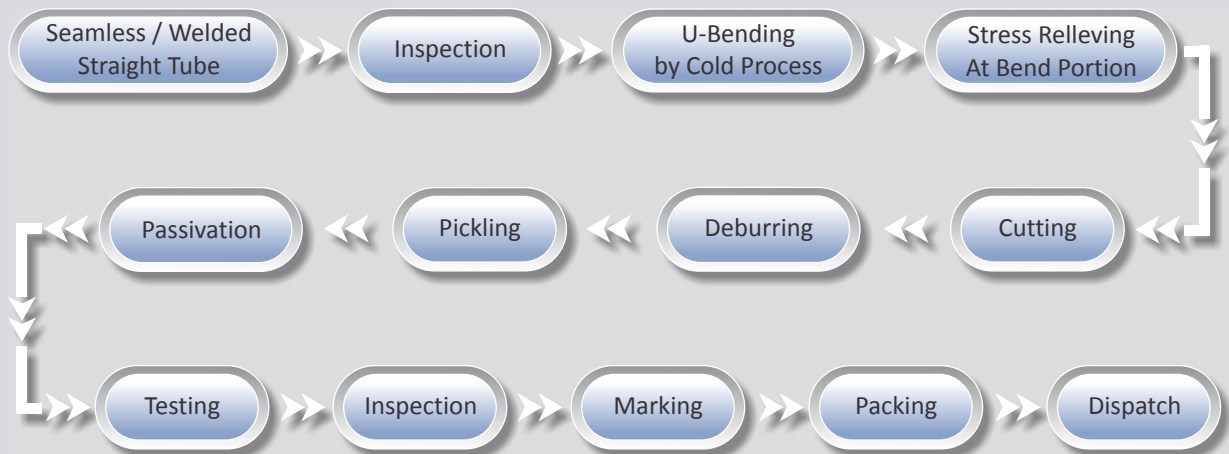 Seamless / Welded
Straight Tube
Inspection
U-Bending
by Cold Process
Stress Relleving
At Bend Portion
Cutting
Deburring
Pickling
Passivation
Testing
Inspection
Marking
Packing
Dispatch